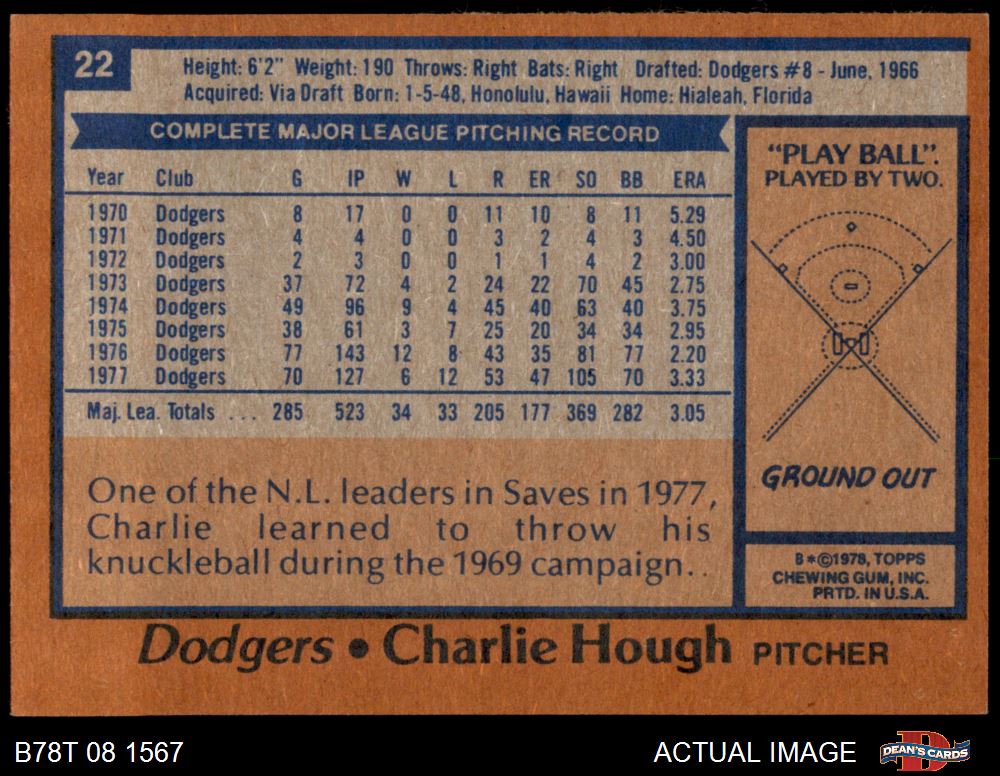 22
Height: 6'2" Weight: 190 Throws: Right Bats: Right Drafted: Dodgers #8 - June, 1966
Acquired: Via Draft Born: 1-5-48, Honolulu, Hawaii Home: Hialeah, Florida
COMPLETE MAJOR LEAGUE PITCHING RECORD
Year Club G IP W L R ER SO BB ERA
1970 Dodgers 8 17 0 0 11 10 8 11 5.29
1971 Dodgers 4 4 0 0 3 2 4 3 4.50
1972 Dodgers 2 3 0 0 1 1 4 2 3.00
1973 Dodgers 37 72 4 2 24 22 70 45 2.75
1974 Dodgers 49 96 9 4 45 40 63 40 3.75
1975 Dodgers 38 61 3 7 25 20 34 34 2.95
1976 Dodgers 77 143 12 8 43 35 81 77 2.20
1977 Dodgers 70 127 6 12 53 47 105 70 3.33
Maj. Lea. Totals ... 285 523 34 33 205 177 369 282 3.05
One of the N.L. leaders in Saves in 1977,
Charlie learned to throw his
knuckleball during the 1969 campaign..
"PLAY BALL".
PLAYED BY TWO.
GROUND OUT
B*©1978, TOPPS
CHEWING GUM, INC.
PRTD. IN U.S.A.
Dodgers • Charlie Hough PITCHER
B78T 08 1567
ACTUAL IMAGE
DEAN'S CARDS